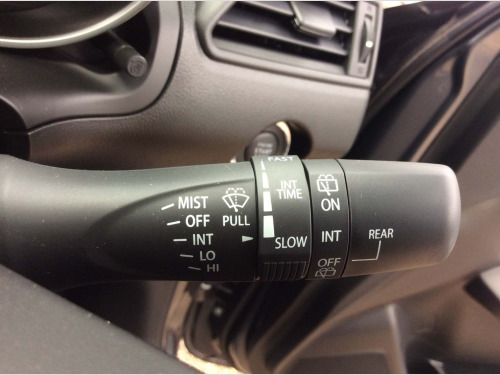 MIST
OFF
INT
LO
HI
PULL
FAST
INT
TIME
SLOW
ON
INT
OFF
REAR